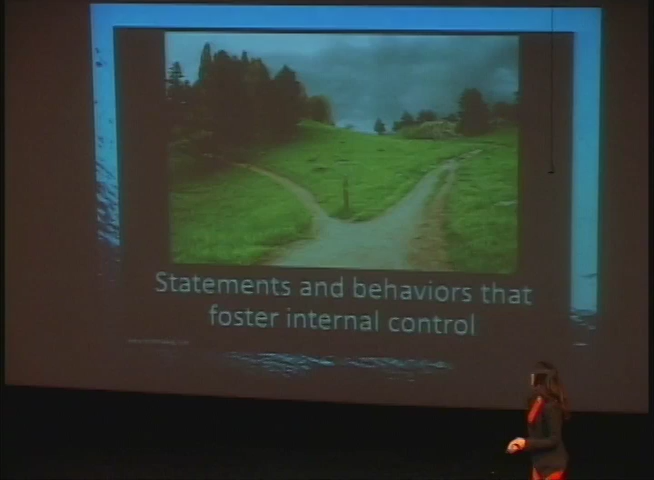 Statements and behaviors that
foster internal control